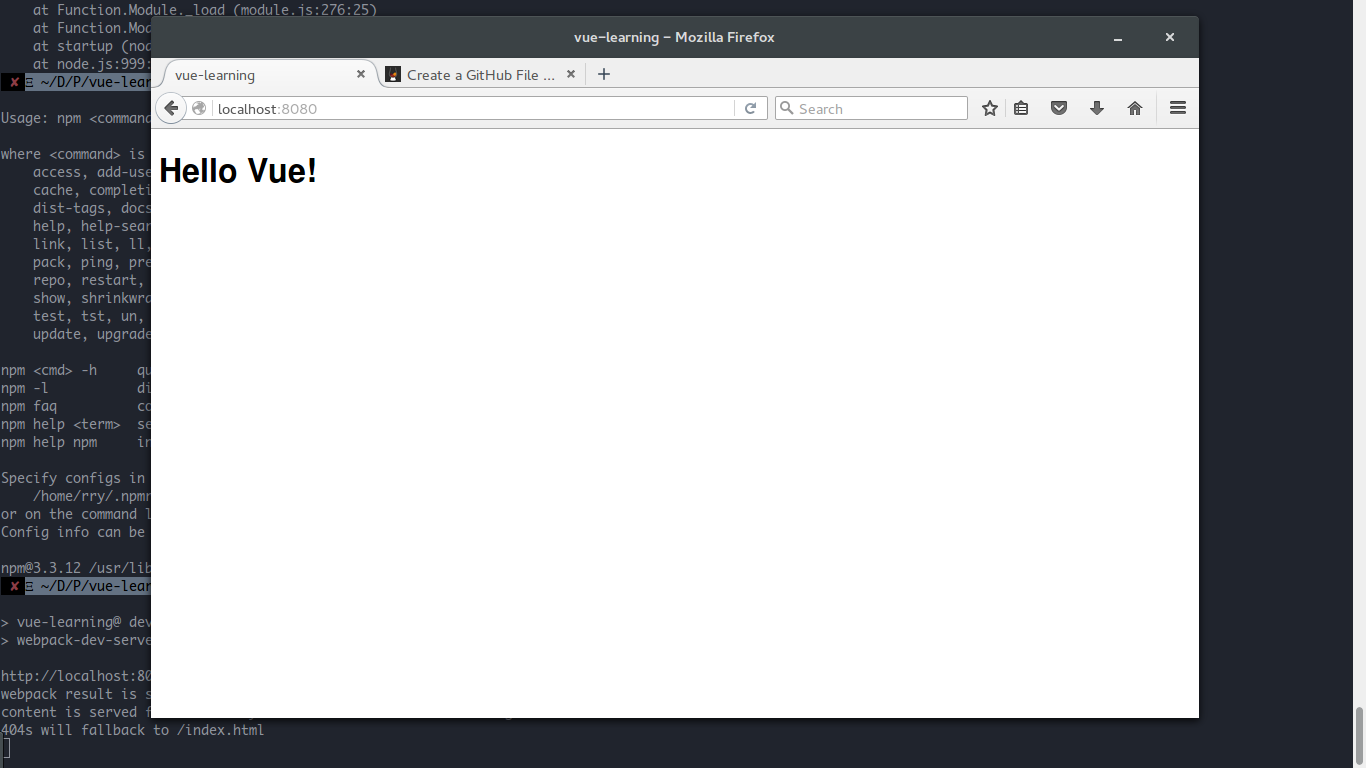 at Function.Module._load (module.js:276:25)
at Function.Mod
at startup (nod
at node.js:999:
✘ Ξ ~/D/P/vue-lear
Usage: npm <command
where <command> is
access, add-use
cache, completi
dist-tags, docs
help, help-sear
link, list, ll,
pack, ping, pre
repo, restart,
show, shrinkwra
test, tst, un,
update, upgrade
npm <cmd> -h qu
npm -l di
npm faq co
npm help <term> se
npm help npm in
Specify configs in
/home/rry/.npmr
or on the command l
Config info can be
npm@3.3.12 /usr/lib
✘ Ξ ~/D/P/vue-lear
> vue-learning@ dev
> webpack-dev-serve
http://localhost:80
webpack result is s
content is served f
404s will fallback to /index.html
vue-learning - Mozilla Firefox
vue-learning
Create a GitHub File ...
localhost:8080
Search
Hello Vue!